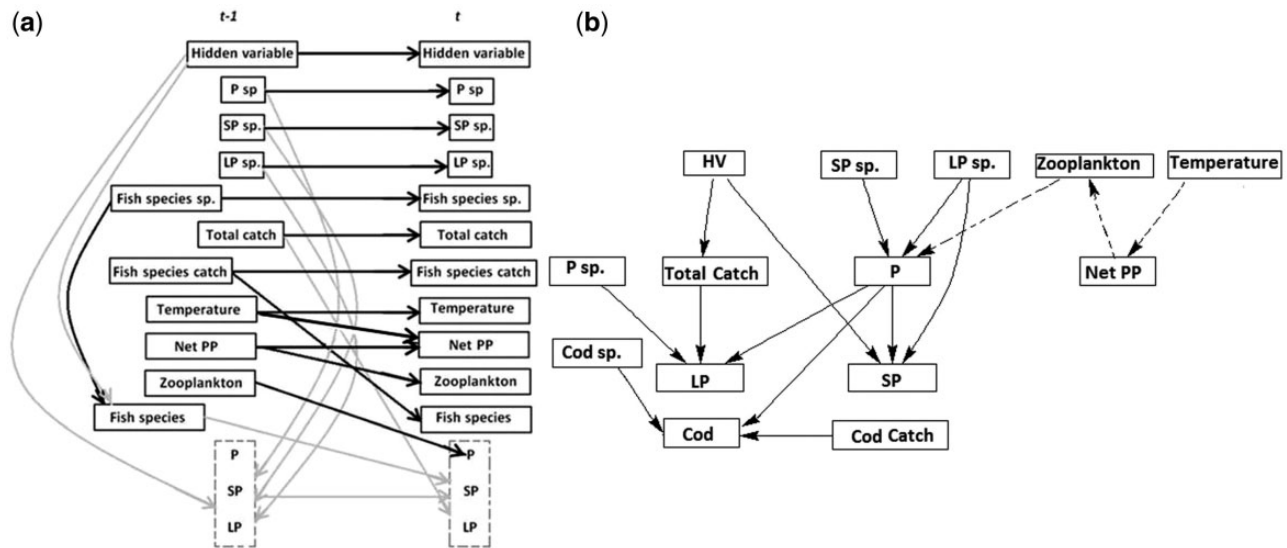 (a)
t-1 t
Hidden variable Hidden variable
P sp P sp
SP sp. SP sp.
LP sp. LP sp.
Fish species sp. Fish species sp.
Total catch Total catch
Fish species catch Fish species catch
Temperature Temperature
Net PP Net PP
Zooplankton Zooplankton
Fish species Fish species
P P
SP SP
LP LP
(b)
HV SP sp. LP sp. Zooplankton Temperature
P sp. Total Catch P Net PP
Cod sp. LP SP
Cod Cod Catch